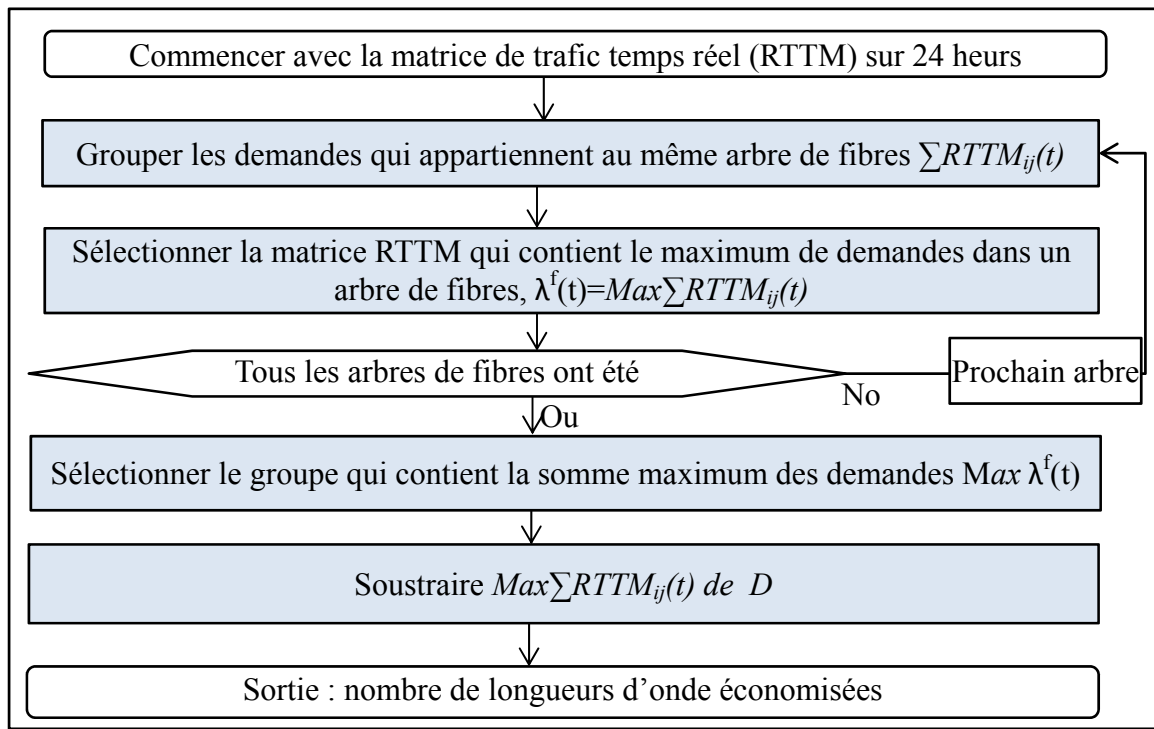 Commencer avec la matrice de trafic temps réel (RTTM) sur 24 heurs
Grouper les demandes qui appartiennent au même arbre de fibres ∑RTTMij(t)
Sélectionner la matrice RTTM qui contient le maximum de demandes dans un
arbre de fibres, λf(t)=Max∑RTTMij(t)
Tous les arbres de fibres ont été
No
Prochain arbre
Ou
Sélectionner le groupe qui contient la somme maximum des demandes Max λf(t)
Soustraire Max∑RTTMij(t) de D
Sortie : nombre de longueurs d’onde économisées